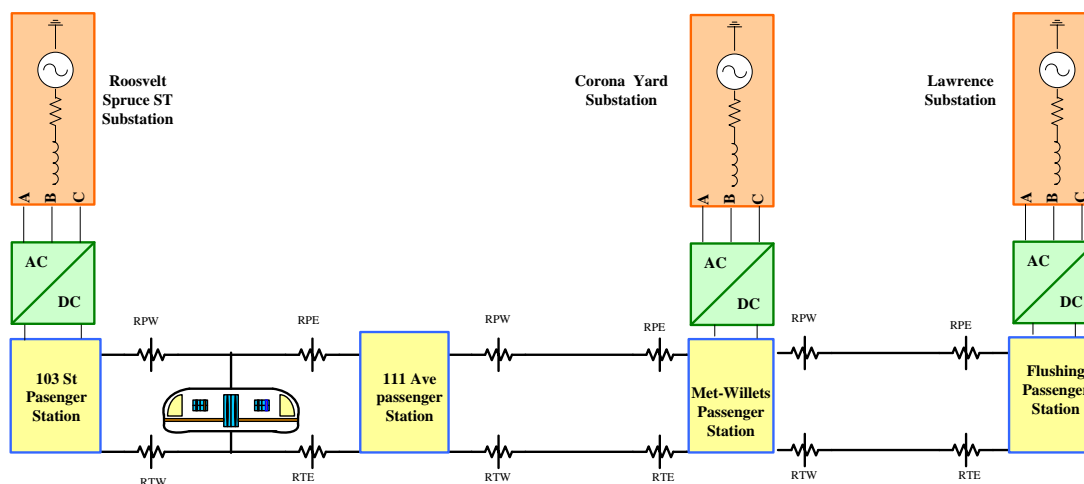 Roosvelt
Spruce ST
Substation
Corona Yard
Substation
Lawrence
Substation
A B C
A B C
A B C
AC
DC
AC
DC
AC
DC
RPW
RPE
RPW
RPE
RPW
RPE
103 St
Pasenger
Station
111 Ave
passenger
Station
Met-Willets
Passenger
Station
Flushing
Passenger
Station
RTW
RTE
RTW
RTE
RTW
RTE